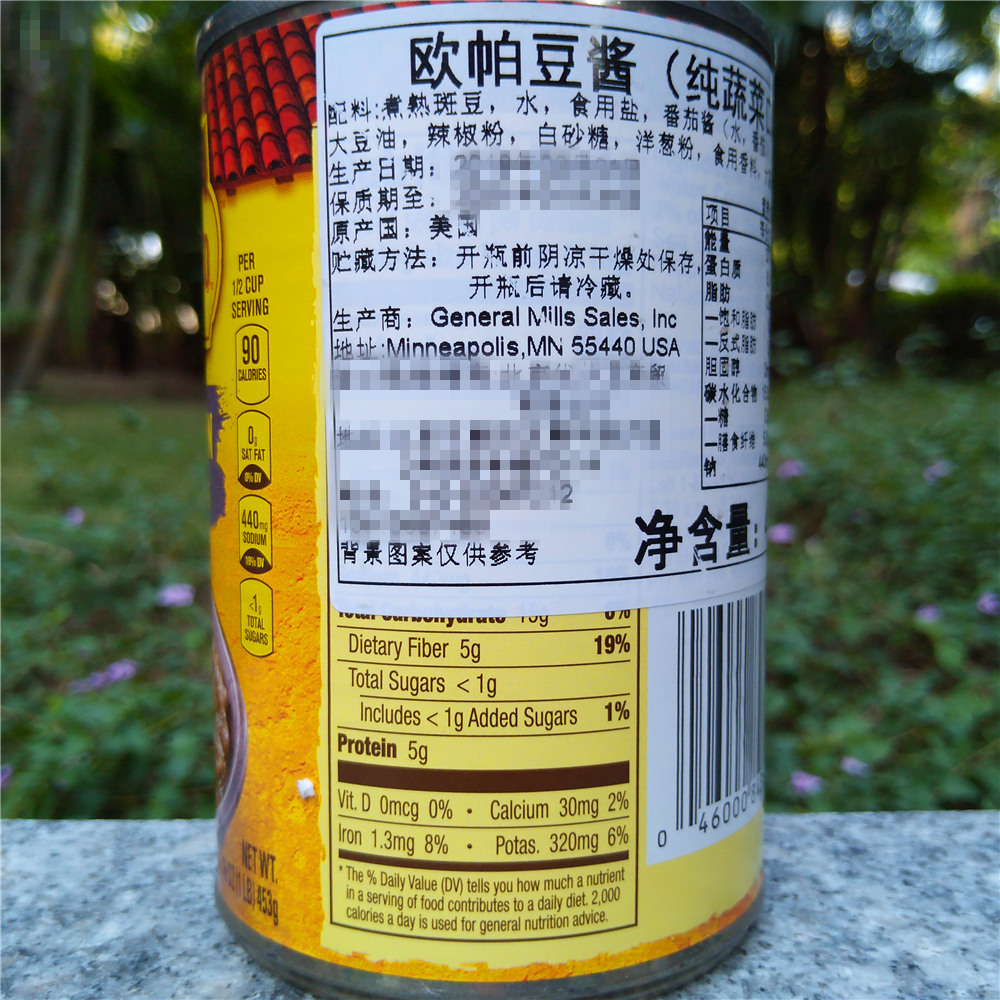 欧帕豆酱（纯蔬菜
配料:煮熟斑豆，水，食用盐，番茄酱（水，番茄
大豆油，辣椒粉，白砂糖，洋葱粉，食用香料，
生产日期：
保质期至：
原产国：美国
贮藏方法：开瓶前阴凉干燥处保存，
开瓶后请冷藏。
生产商：General Mills Sales, Inc
地址:Minneapolis,MN 55440 USA
背景图案仅供参考
项目
能量
蛋白质
脂肪
—饱和脂肪
—反式脂肪
胆固醇
碳水化合物
—糖
—膳食纤维
钠
净含量:
PER
1/2 CUP
SERVING
90
CALORIES
0g
SAT FAT
0% DV
440mg
SODIUM
19% DV
<1g
TOTAL
SUGARS
NET WT.
(1 LB) 453g
Total Carbohydrate 15g 6%
Dietary Fiber 5g 19%
Total Sugars <1g
Includes <1g Added Sugars 1%
Protein 5g
Vit. D 0mcg 0% • Calcium 30mg 2%
Iron 1.3mg 8% • Potas. 320mg 6%
* The % Daily Value (DV) tells you how much a nutrient
in a serving of food contributes to a daily diet. 2,000
calories a day is used for general nutrition advice.
0 46000